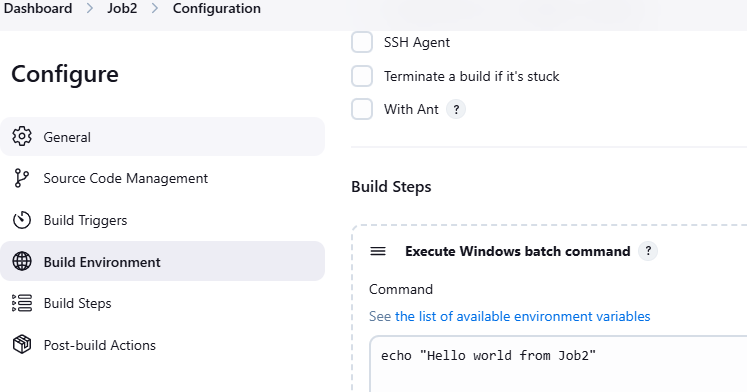 Dashboard > Job2 > Configuration
Configure
General
Source Code Management
Build Triggers
Build Environment
Build Steps
Post-build Actions
SSH Agent
Terminate a build if it's stuck
With Ant ?
Build Steps
Execute Windows batch command ?
Command
See the list of available environment variables
echo "Hello world from Job2"